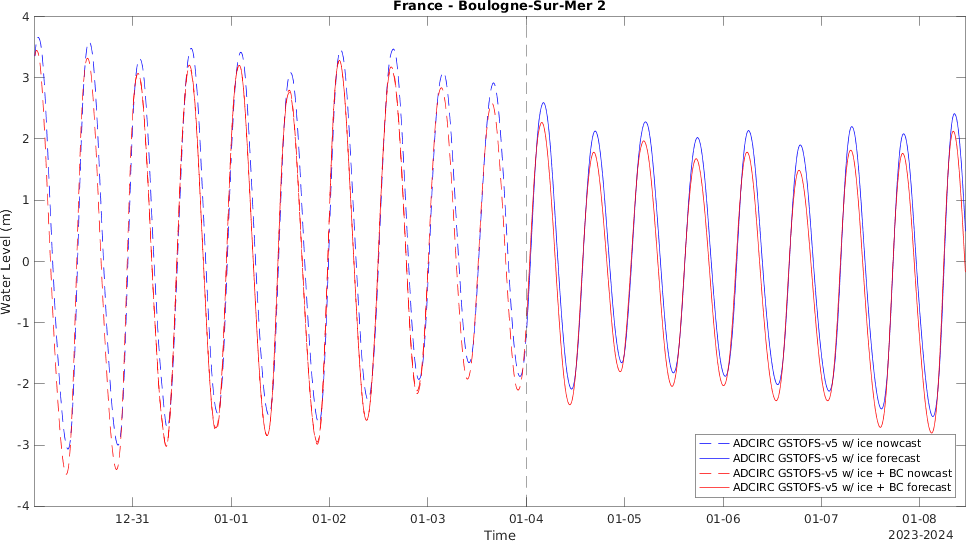 France - Boulogne-Sur-Mer 2
4
3
2
1
0
-1
-2
-3
-4
Water Level (m)
ADCIRC GSTOFS-v5 w/ ice nowcast
ADCIRC GSTOFS-v5 w/ ice forecast
ADCIRC GSTOFS-v5 w/ ice + BC nowcast
ADCIRC GSTOFS-v5 w/ ice + BC forecast
12-31 01-01 01-02 01-03 01-04 01-05 01-06 01-07 01-08
Time
2023-2024